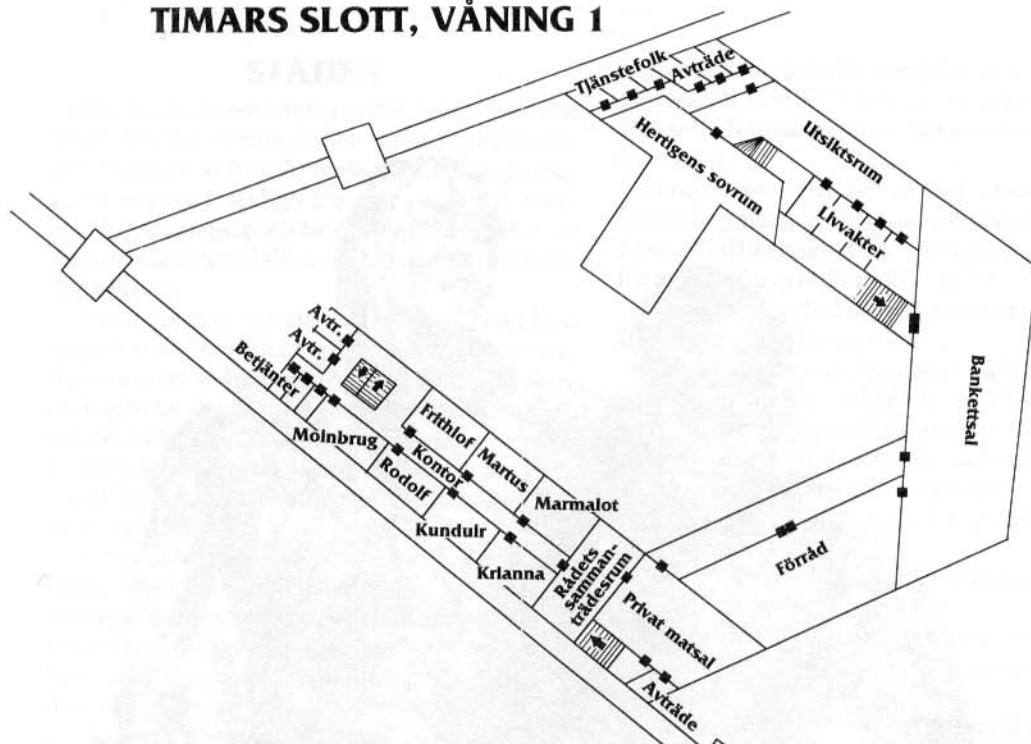 TIMARS SLOTT, VÅNING 1
Tjänstefolk
Avträde
Hertigens sovrum
Utsiktsrum
Livvakter
Bankettsal
Avtr.
Avtr.
Betjänter
Molnbrug
Rodolf
Kontor
Frithlof
Martus
Marmalot
Kunduir
Krianna
Rådets
samman-
trädesrum
Privat matsal
Förråd
Avträde